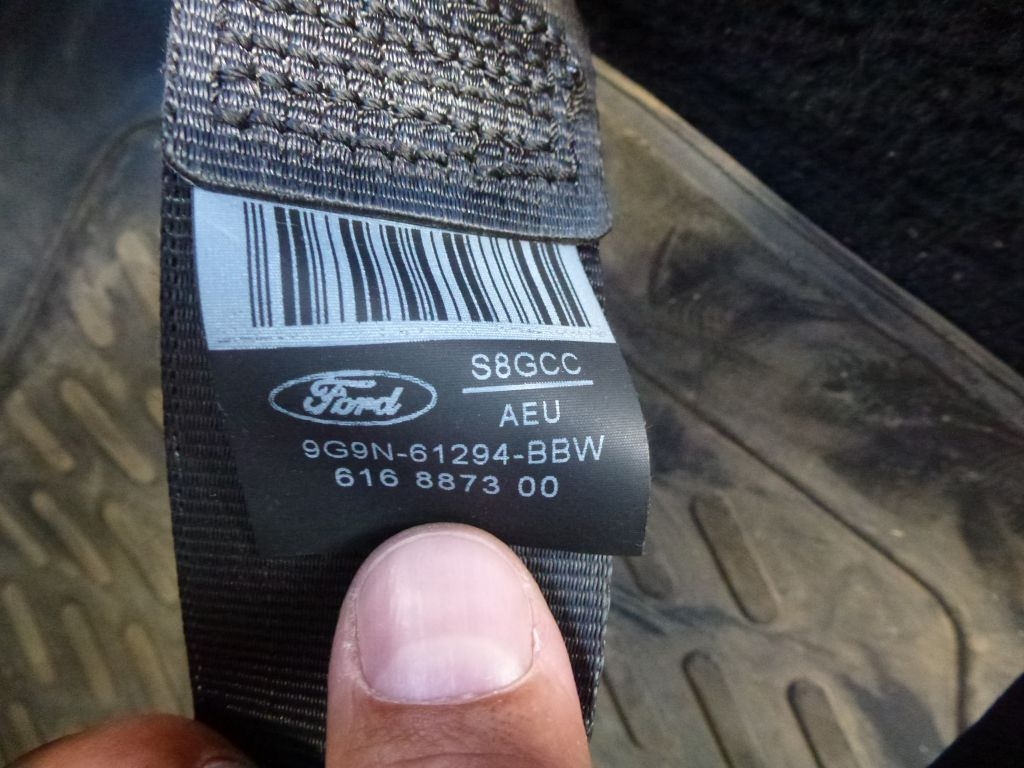 S8GCC
Ford
AEU
9G9N-61294-BBW
616 8873 00